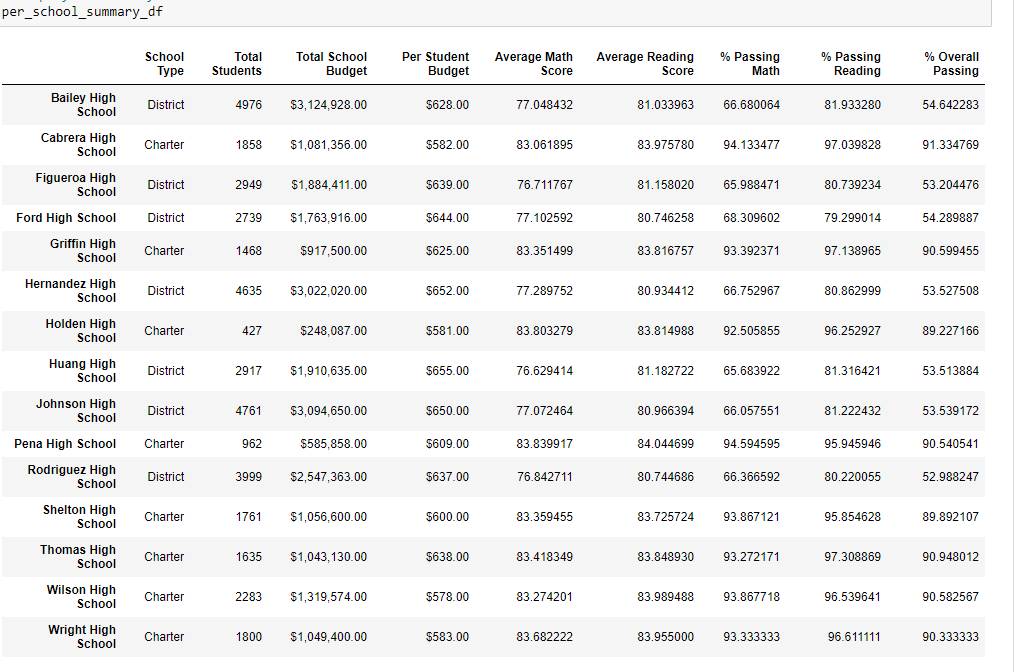 per_school_summary_df
School Type Total Students Total School Budget Per Student Budget Average Math Score Average Reading Score % Passing Math % Passing Reading % Overall Passing
Bailey High School District 4976 $3,124,928.00 $628.00 77.048432 81.033963 66.680064 81.933280 54.642283
Cabrera High School Charter 1858 $1,081,356.00 $582.00 83.061895 83.975780 94.133477 97.039828 91.334769
Figueroa High School District 2949 $1,884,411.00 $639.00 76.711767 81.158020 65.988471 80.739234 53.204476
Ford High School District 2739 $1,763,916.00 $644.00 77.102592 80.746258 68.309602 79.299014 54.289887
Griffin High School Charter 1468 $917,500.00 $625.00 83.351499 83.816757 93.392371 97.138965 90.599455
Hernandez High School District 4635 $3,022,020.00 $652.00 77.289752 80.934412 66.752967 80.862999 53.527508
Holden High School Charter 427 $248,087.00 $581.00 83.803279 83.814988 92.505855 96.252927 89.227166
Huang High School District 2917 $1,910,635.00 $655.00 76.629414 81.182722 65.683922 81.316421 53.513884
Johnson High School District 4761 $3,094,650.00 $650.00 77.072464 80.966394 66.057551 81.222432 53.539172
Pena High School Charter 962 $585,858.00 $609.00 83.839917 84.044699 94.594595 95.945946 90.540541
Rodriguez High School District 3999 $2,547,363.00 $637.00 76.842711 80.744686 66.366592 80.220055 52.988247
Shelton High School Charter 1761 $1,056,600.00 $600.00 83.359455 83.725724 93.867121 95.854628 89.892107
Thomas High School Charter 1635 $1,043,130.00 $638.00 83.418349 83.848930 93.272171 97.308869 90.948012
Wilson High School Charter 2283 $1,319,574.00 $578.00 83.274201 83.989488 93.867718 96.539641 90.582567
Wright High School Charter 1800 $1,049,400.00 $583.00 83.682222 83.955000 93.333333 96.611111 90.333333